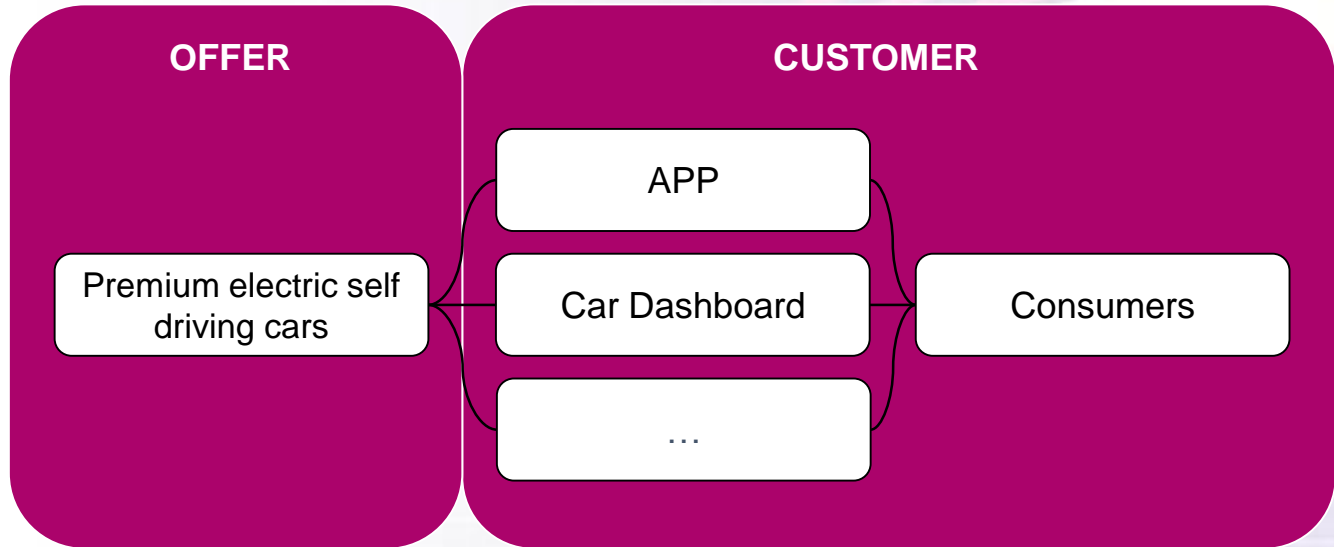 OFFER
CUSTOMER
APP
Premium electric self
driving cars
Car Dashboard
Consumers
...